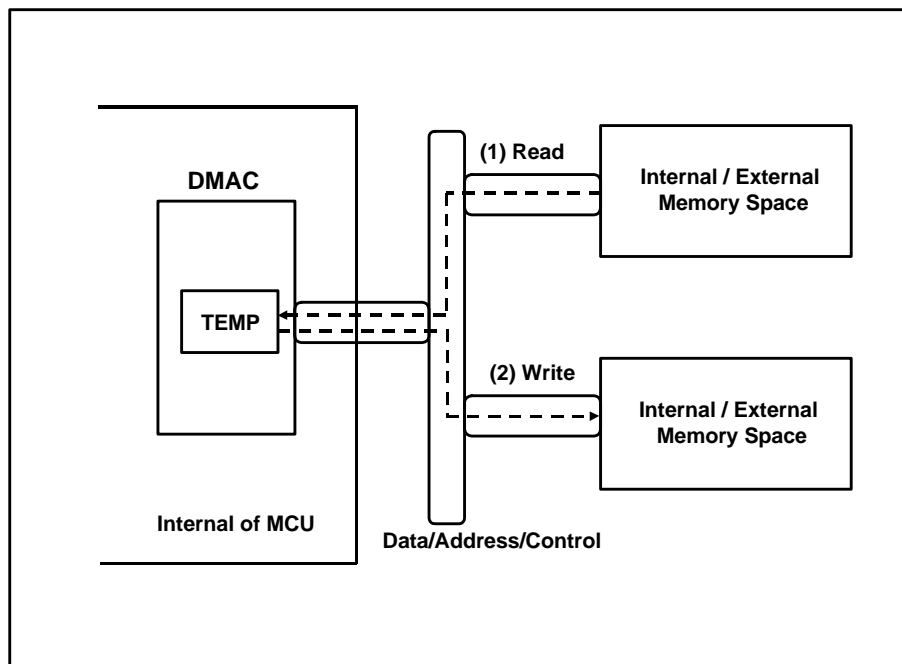 (1) Read
Internal / External
Memory Space
DMAC
TEMP
(2) Write
Internal / External
Memory Space
Internal of MCU
Data/Address/Control